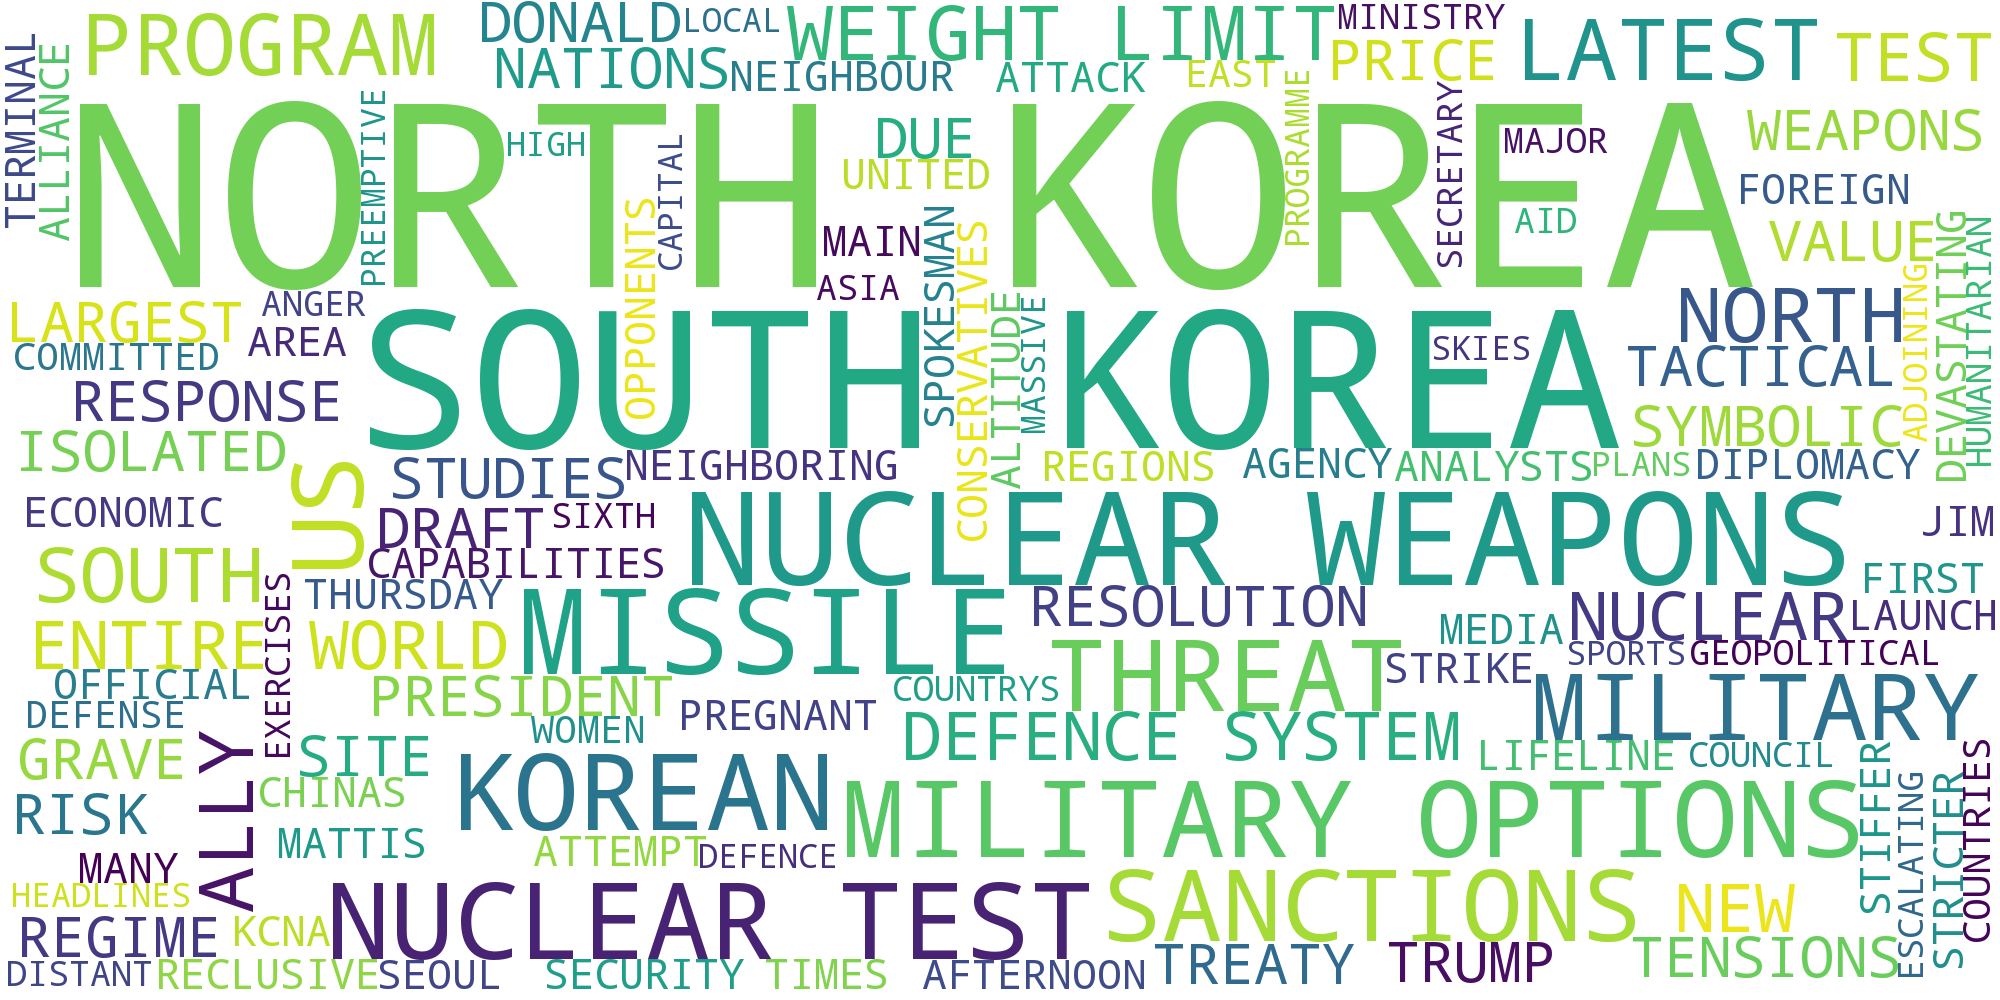 TERMINAL
ALLIANCE
PROGRAM
DONALD
LOCAL
NATIONS
NEIGHBOUR
WEIGHT LIMIT
ATTACK
EAST
MINISTRY
PRICE
LATEST
TEST
NORTH KOREA
PREEMPTIVE
HIGH
CAPITAL
DUE
UNITED
PROGRAMME
SECRETARY
MAJOR
AID
WEAPONS
FOREIGN
VALUE
OPPONENTS
MAIN
ASIA
SPOKESMAN
CONSERVATIVES
ALTITUDE
MASSIVE
LARGEST
ANGER
AREA
COMMITTED
RESPONSE
SOUTH KOREA
SKIES
NORTH
TACTICAL
SYMBOLIC
ADJOINING
DEVASTATING
HUMANITARIAN
ISOLATED
US
STUDIES
NEIGHBORING
REGIONS
AGENCY
ANALYSTS
PLANS
DIPLOMACY
ECONOMIC
DRAFT
SIXTH
CAPABILITIES
NUCLEAR WEAPONS
JIM
SOUTH
EXERCISES
THURSDAY
MISSILE
RESOLUTION
MEDIA
NUCLEAR
FIRST
LAUNCH
ENTIRE
WORLD
THREAT
STRIKE
SPORTS
GEOPOLITICAL
OFFICIAL
DEFENSE
PRESIDENT
WOMEN
PREGNANT
COUNTRYS
DEFENCE SYSTEM
MILITARY
LIFELINE
COUNCIL
GRAVE
ALLY
SITE
CHINAS
KOREAN
MILITARY OPTIONS
STIFFER
ESCALATING
STRICTER
COUNTRIES
RISK
MATTIS
ATTEMPT
DEFENCE
MANY
HEADLINES
REGIME
KCNA
NUCLEAR TEST
SANCTIONS
NEW
DISTANT
RECLUSIVE
SEOUL
SECURITY
TIMES
AFTERNOON
TREATY
TRUMP
TENSIONS